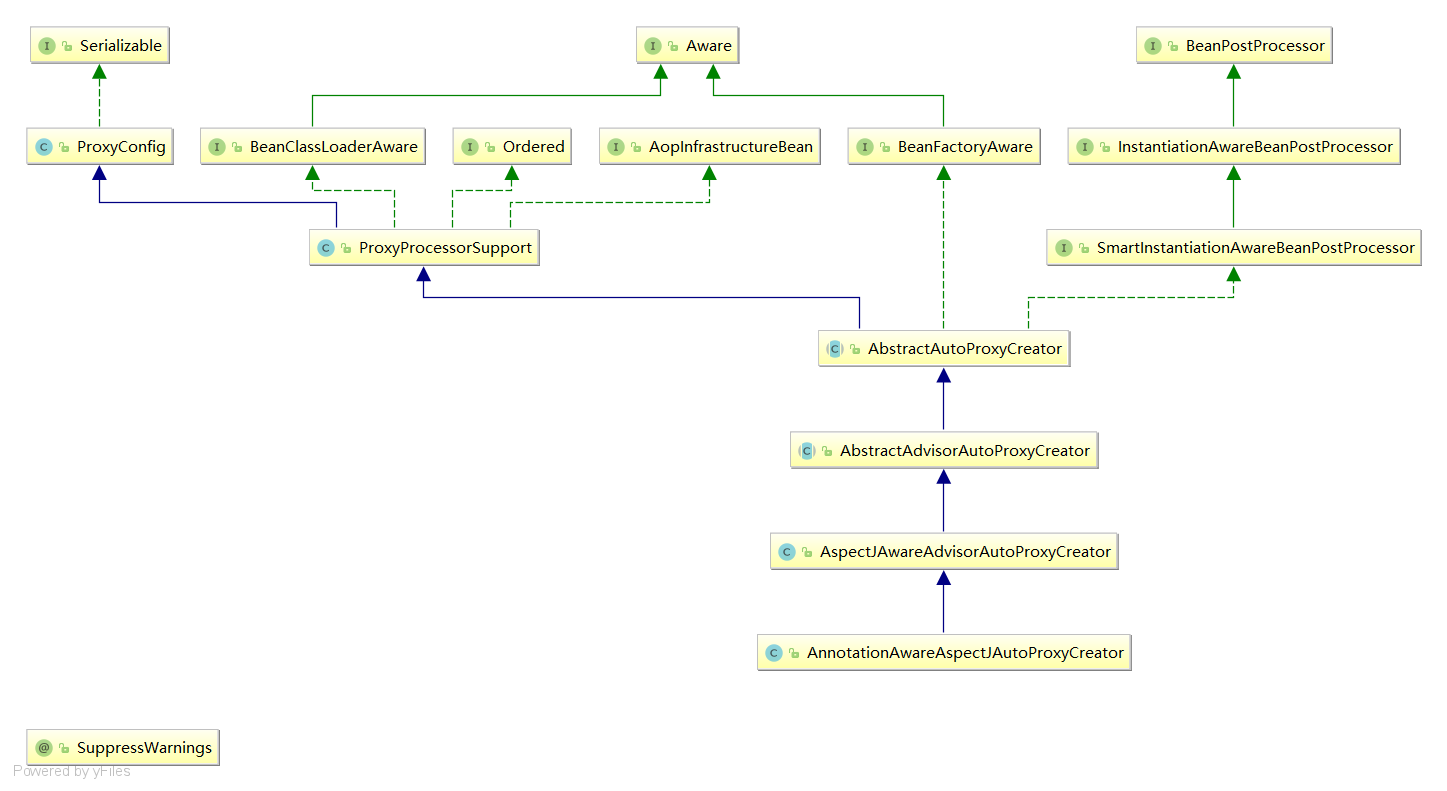 I Serializable
I Aware
I BeanPostProcessor
C ProxyConfig
I BeanClassLoaderAware
I Ordered
I AopInfrastructureBean
I BeanFactoryAware
I InstantiationAwareBeanPostProcessor
C ProxyProcessorSupport
I SmartInstantiationAwareBeanPostProcessor
C AbstractAutoProxyCreator
C AbstractAdvisorAutoProxyCreator
C AspectJAwareAdvisorAutoProxyCreator
C AnnotationAwareAspectJAutoProxyCreator
@ SuppressWarnings
Powered by yFiles